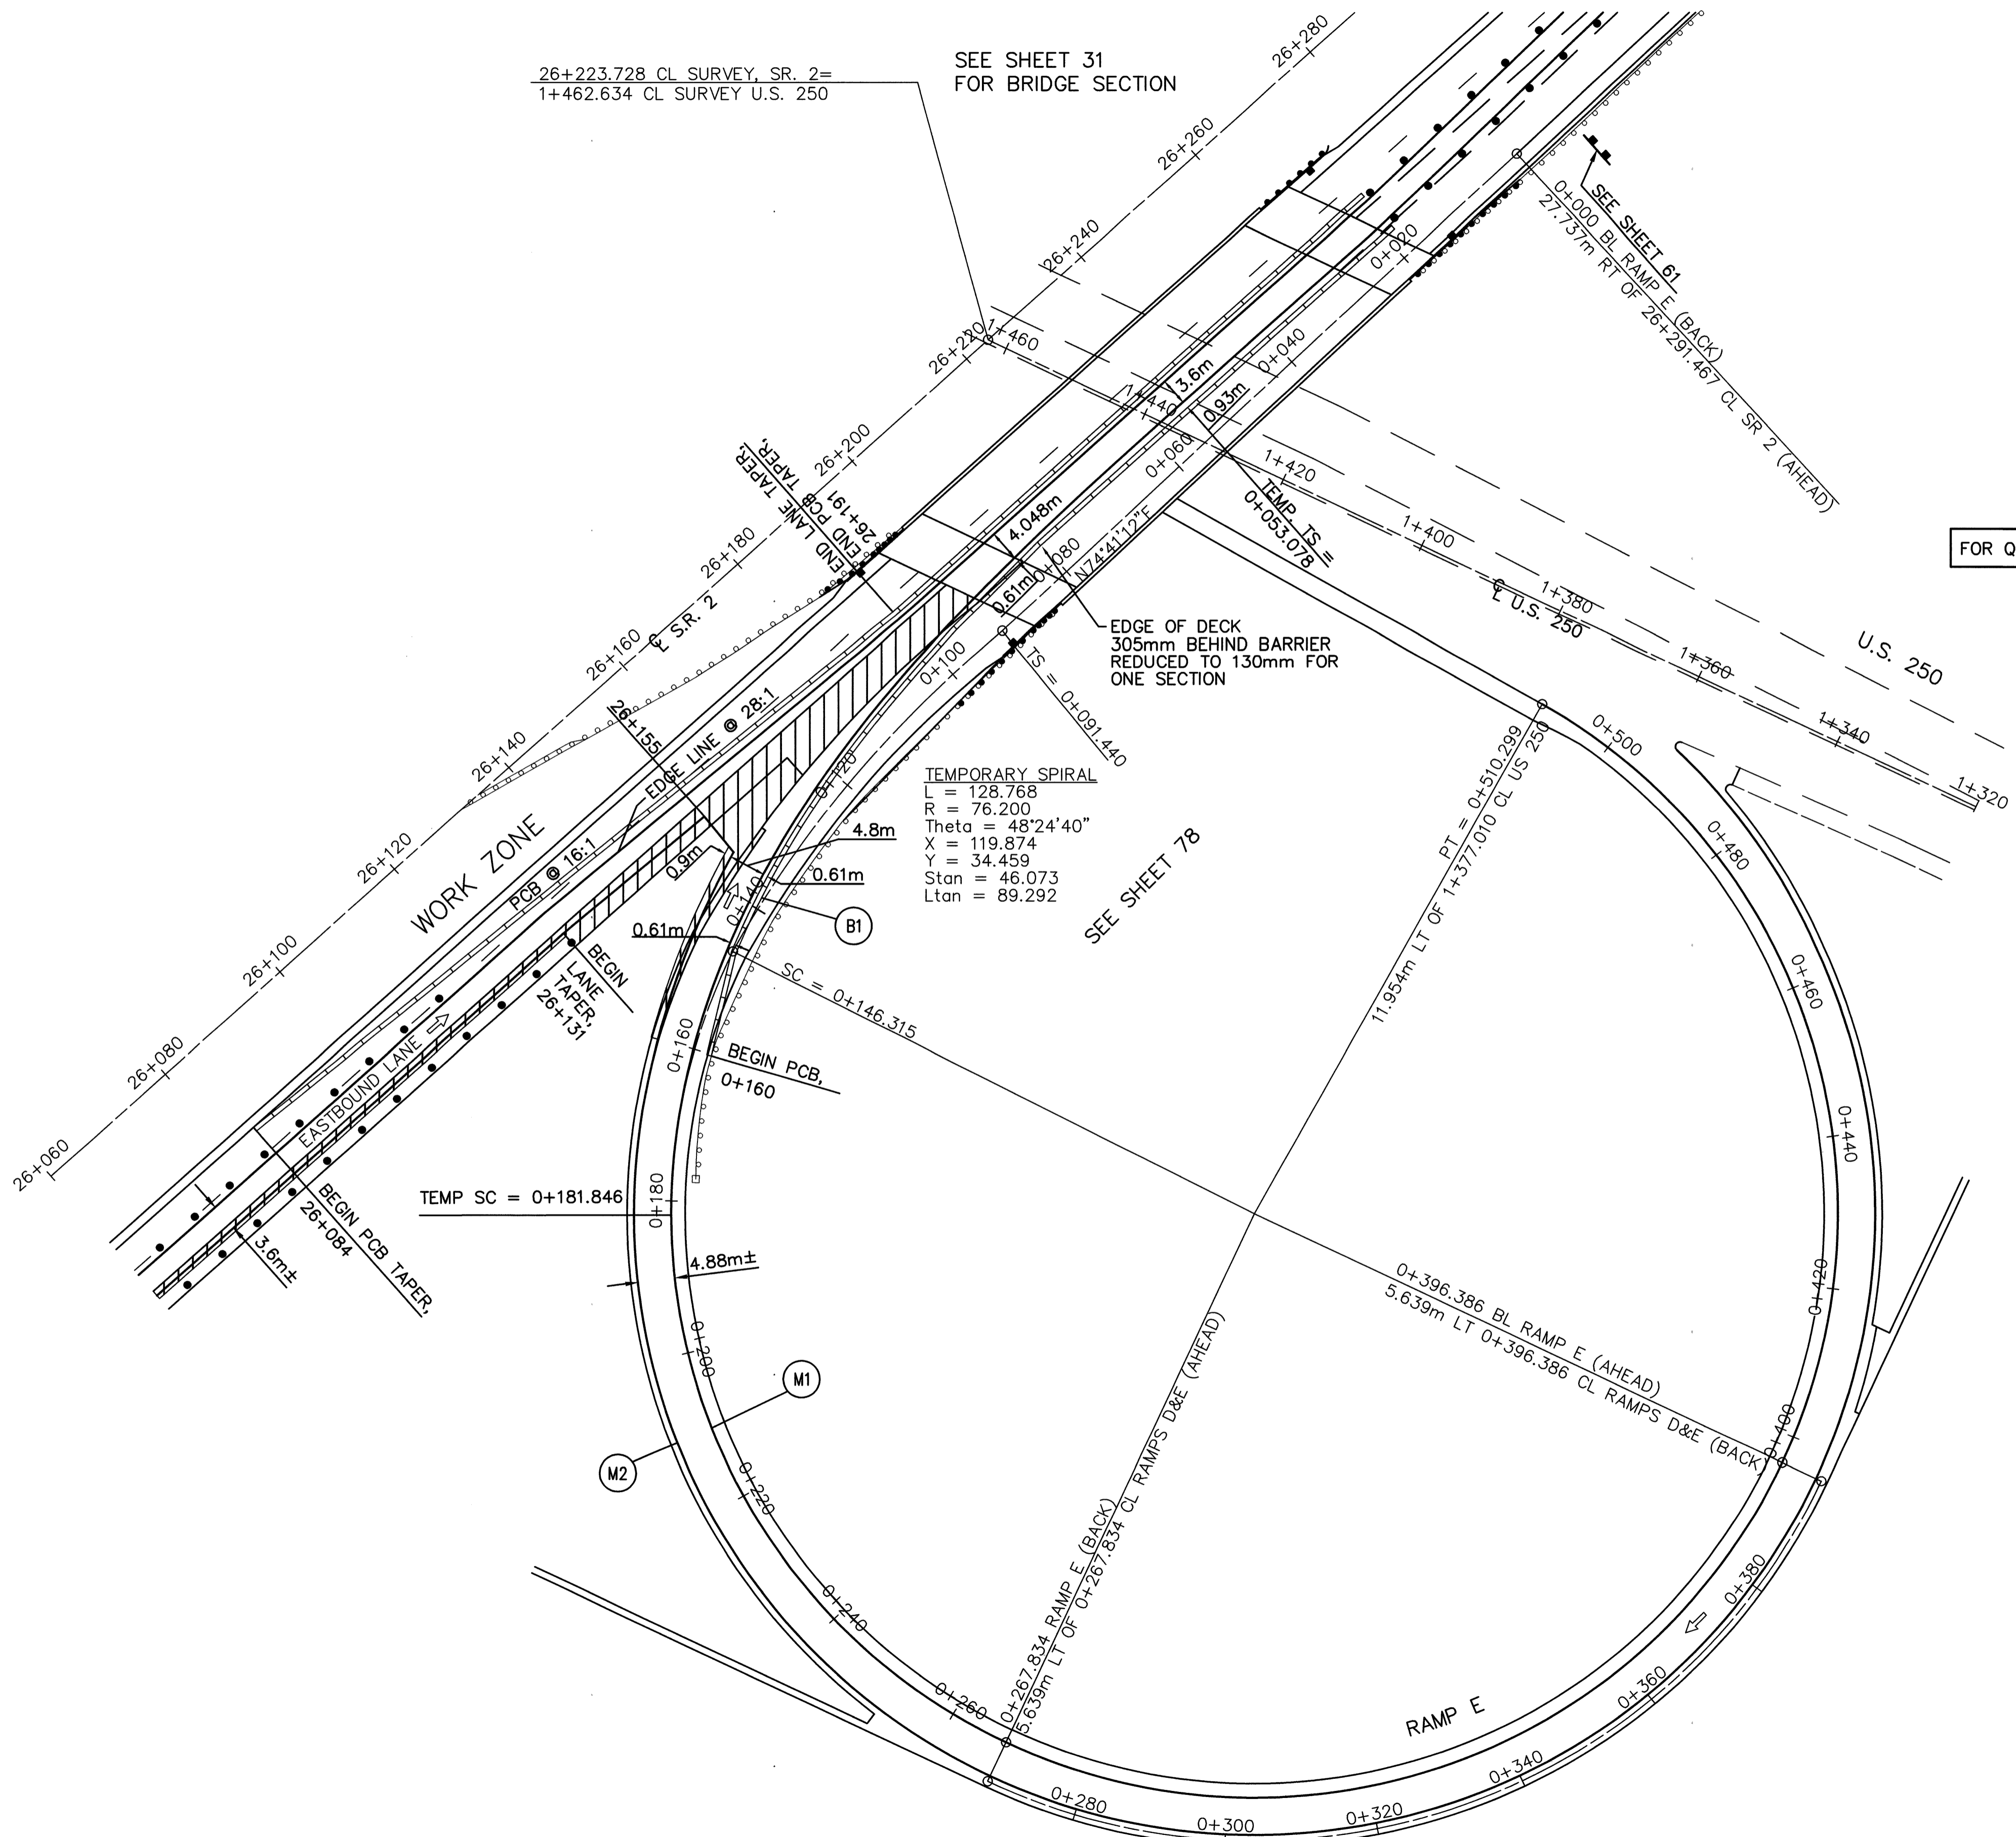 26+223.728 CL SURVEY, SR. 2=
1+462.634 CL SURVEY U.S. 250
SEE SHEET 31
FOR BRIDGE SECTION
26+280
26+260
26+240
26+220
26+200
26+180
26+160
26+140
26+120
26+100
26+080
26+060
℄ S.R. 2
SEE SHEET 61
0+000 BL RAMP E (BACK)
27.737m RT OF 26+291.467 CL SR 2 (AHEAD)
0+020
0+040
0+060
0+080
0+100
0+120
0+140
0+160
0+180
0+200
0+220
0+240
0+260
0+280
0+300
0+320
0+340
0+360
0+380
0+400
0+420
0+440
0+460
0+480
0+500
1+460
1+440
1+420
1+400
1+380
1+360
1+340
1+320
℄ U.S. 250
U.S. 250
FOR Q
3.6m
0.93m
TEMP. TS =
0+053.078
END LANE TAPER,
END PCB TAPER,
26+191
4.048m
0.61m
N74°41'12"E
EDGE OF DECK
305mm BEHIND BARRIER
REDUCED TO 130mm FOR
ONE SECTION
TS = 0+091.440
TEMPORARY SPIRAL
L = 128.768
R = 76.200
Theta = 48°24'40"
X = 119.874
Y = 34.459
Stan = 46.073
Ltan = 89.292
26+155
EDGE LINE @ 28:1
PCB @ 16:1
WORK ZONE
4.8m
0.9m
0.61m
0.61m
B1
SEE SHEET 78
BEGIN
LANE
TAPER,
26+131
SC = 0+146.315
BEGIN PCB,
0+160
EASTBOUND LANE
BEGIN PCB TAPER,
26+084
3.6m±
TEMP SC = 0+181.846
4.88m±
M1
M2
PT = 0+510.299
11.954m LT OF 1+377.010 CL US 250
0+396.386 BL RAMP E (AHEAD)
5.639m LT 0+396.386 CL RAMPS D&E (BACK)
0+267.834 RAMP E (BACK)
5.639m LT OF 0+267.834 CL RAMPS D&E (AHEAD)
RAMP E